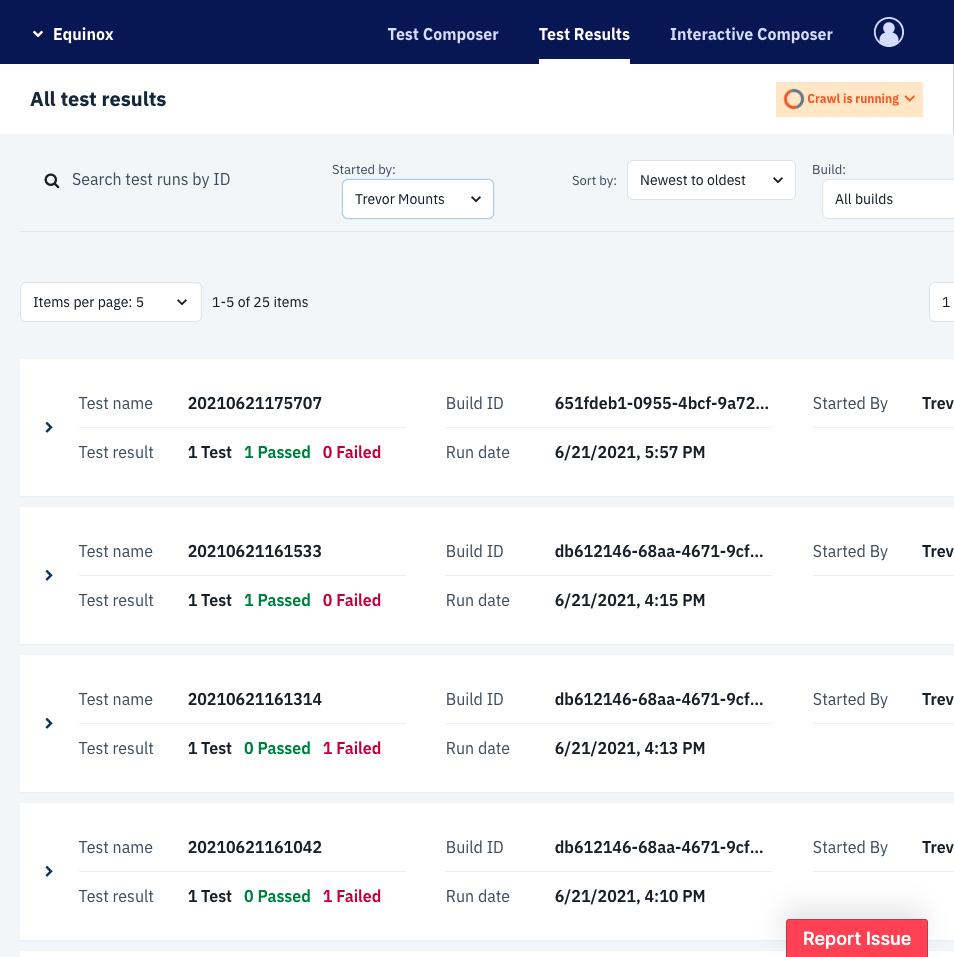 Equinox Test Composer Test Results Interactive Composer
All test results Crawl is running
Search test runs by ID
Started by:
Trevor Mounts
Sort by: Newest to oldest
Build:
All builds
Items per page: 5 1-5 of 25 items 1
Test name 20210621175707 Build ID 651fdeb1-0955-4bcf-9a72... Started By Trev
Test result 1 Test 1 Passed 0 Failed Run date 6/21/2021, 5:57 PM
Test name 20210621161533 Build ID db612146-68aa-4671-9cf... Started By Trev
Test result 1 Test 1 Passed 0 Failed Run date 6/21/2021, 4:15 PM
Test name 20210621161314 Build ID db612146-68aa-4671-9cf... Started By Trev
Test result 1 Test 0 Passed 1 Failed Run date 6/21/2021, 4:13 PM
Test name 20210621161042 Build ID db612146-68aa-4671-9cf... Started By Trev
Test result 1 Test 0 Passed 1 Failed Run date 6/21/2021, 4:10 PM
Report Issue